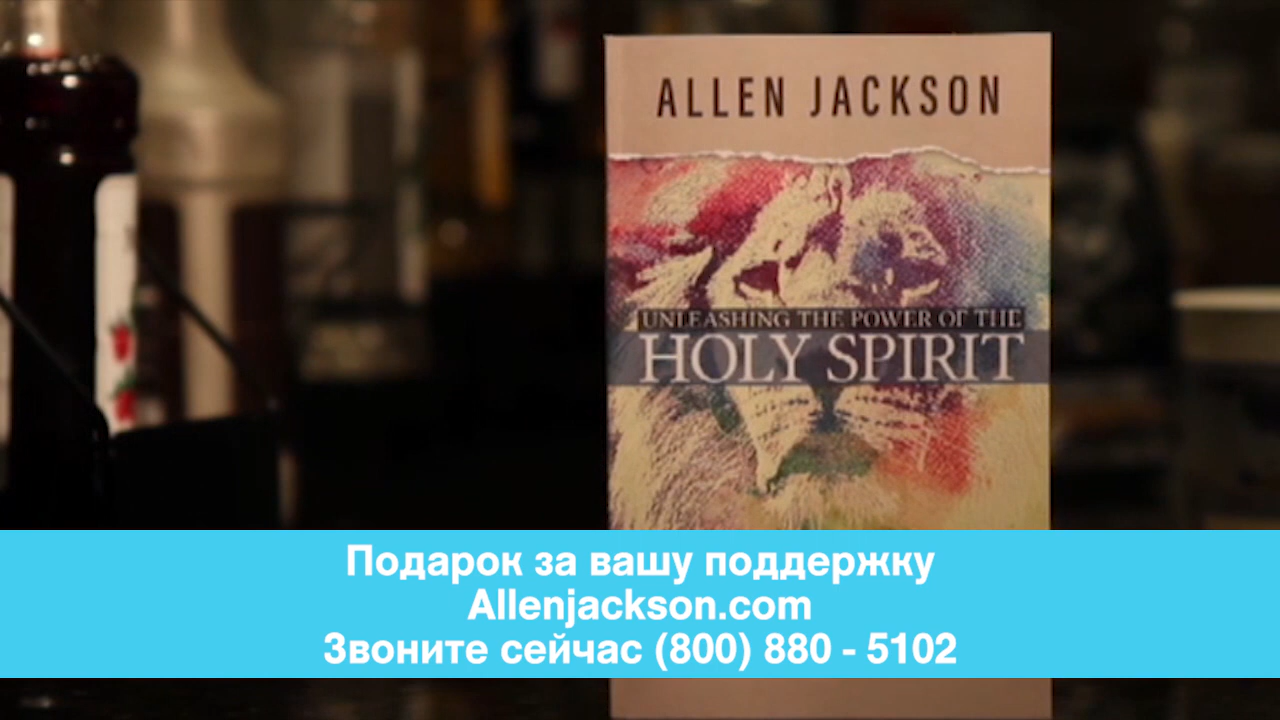 ALLEN JACKSON
UNLEASHING THE POWER OF THE
HOLY SPIRIT
Подарок за вашу поддержку
Allenjackson.com
Звоните сейчас (800) 880 - 5102